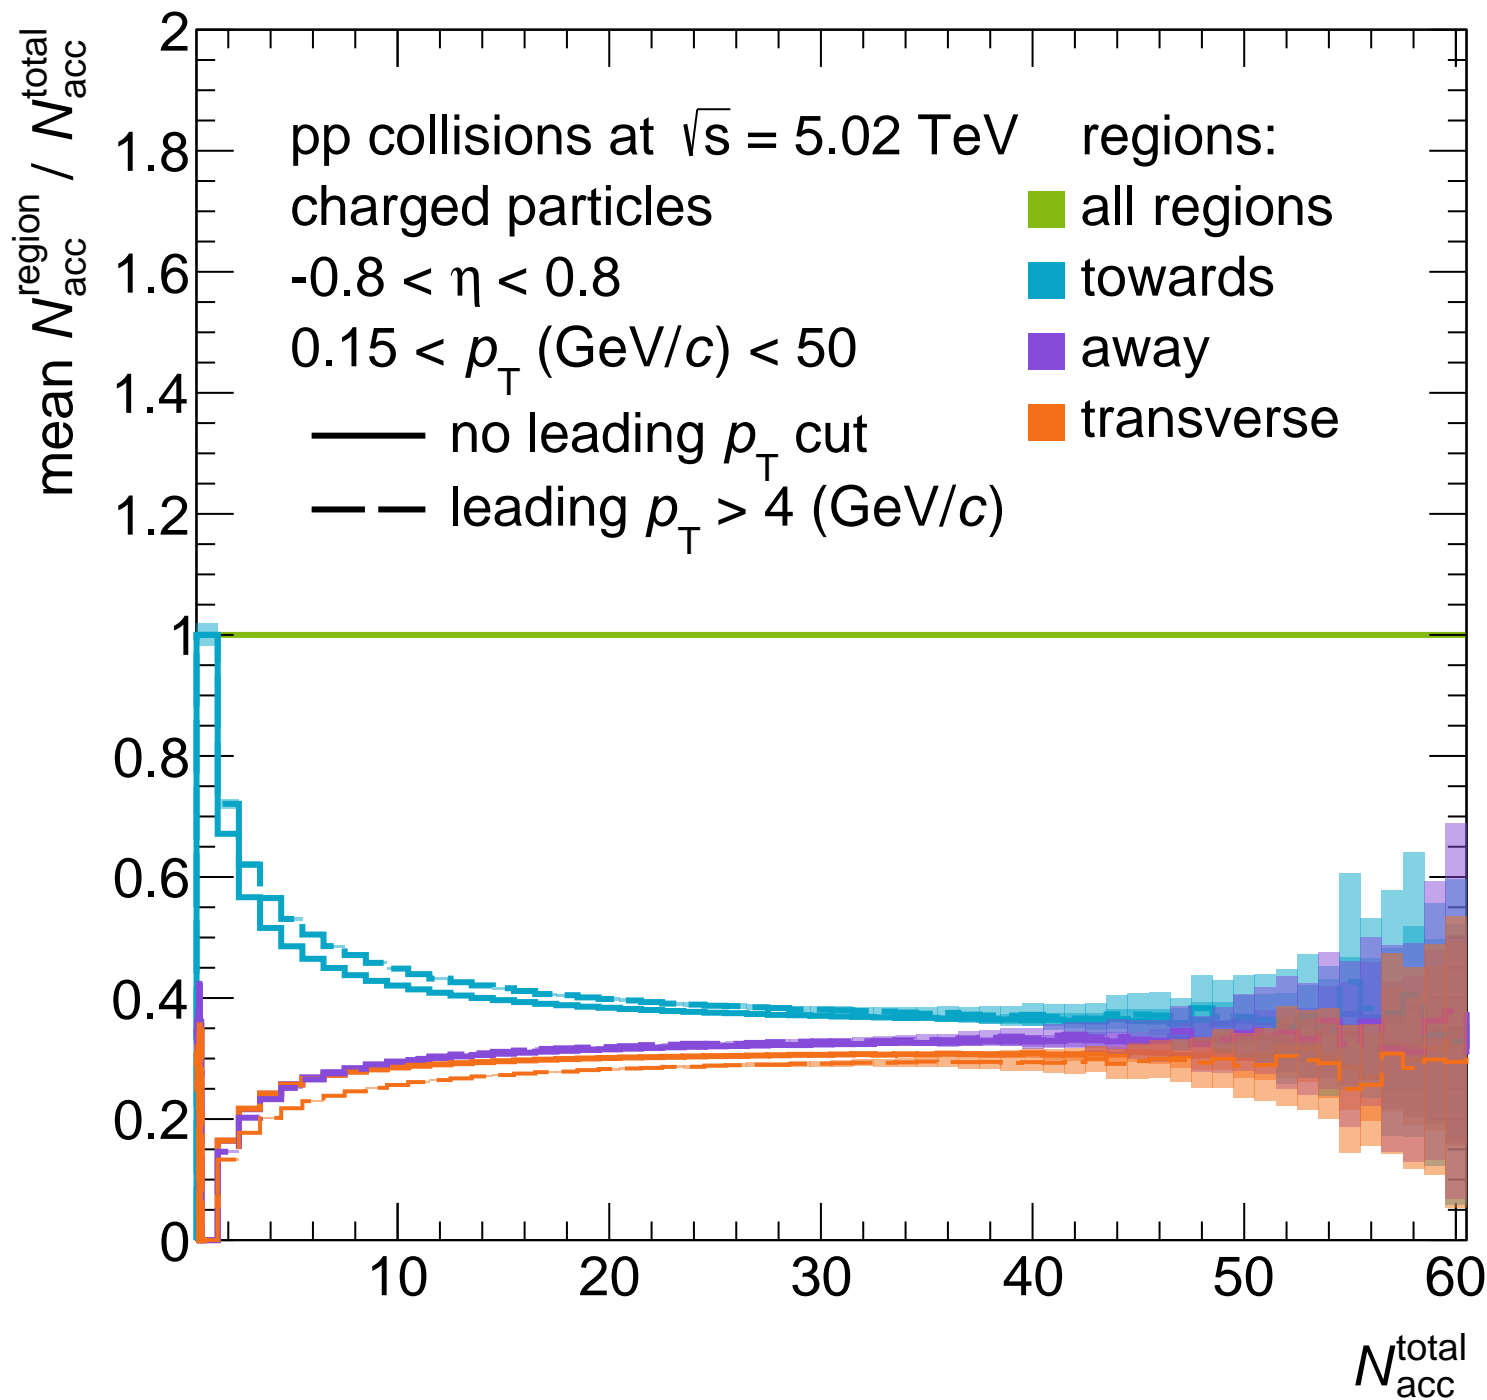 mean N_acc^region / N_acc^total
2
1.8
1.6
1.4
1.2
1
0.8
0.6
0.4
0.2
0
pp collisions at √s = 5.02 TeV
charged particles
-0.8 < η < 0.8
0.15 < p_T (GeV/c) < 50
no leading p_T cut
leading p_T > 4 (GeV/c)
regions:
all regions
towards
away
transverse
10 20 30 40 50 60
N_acc^total